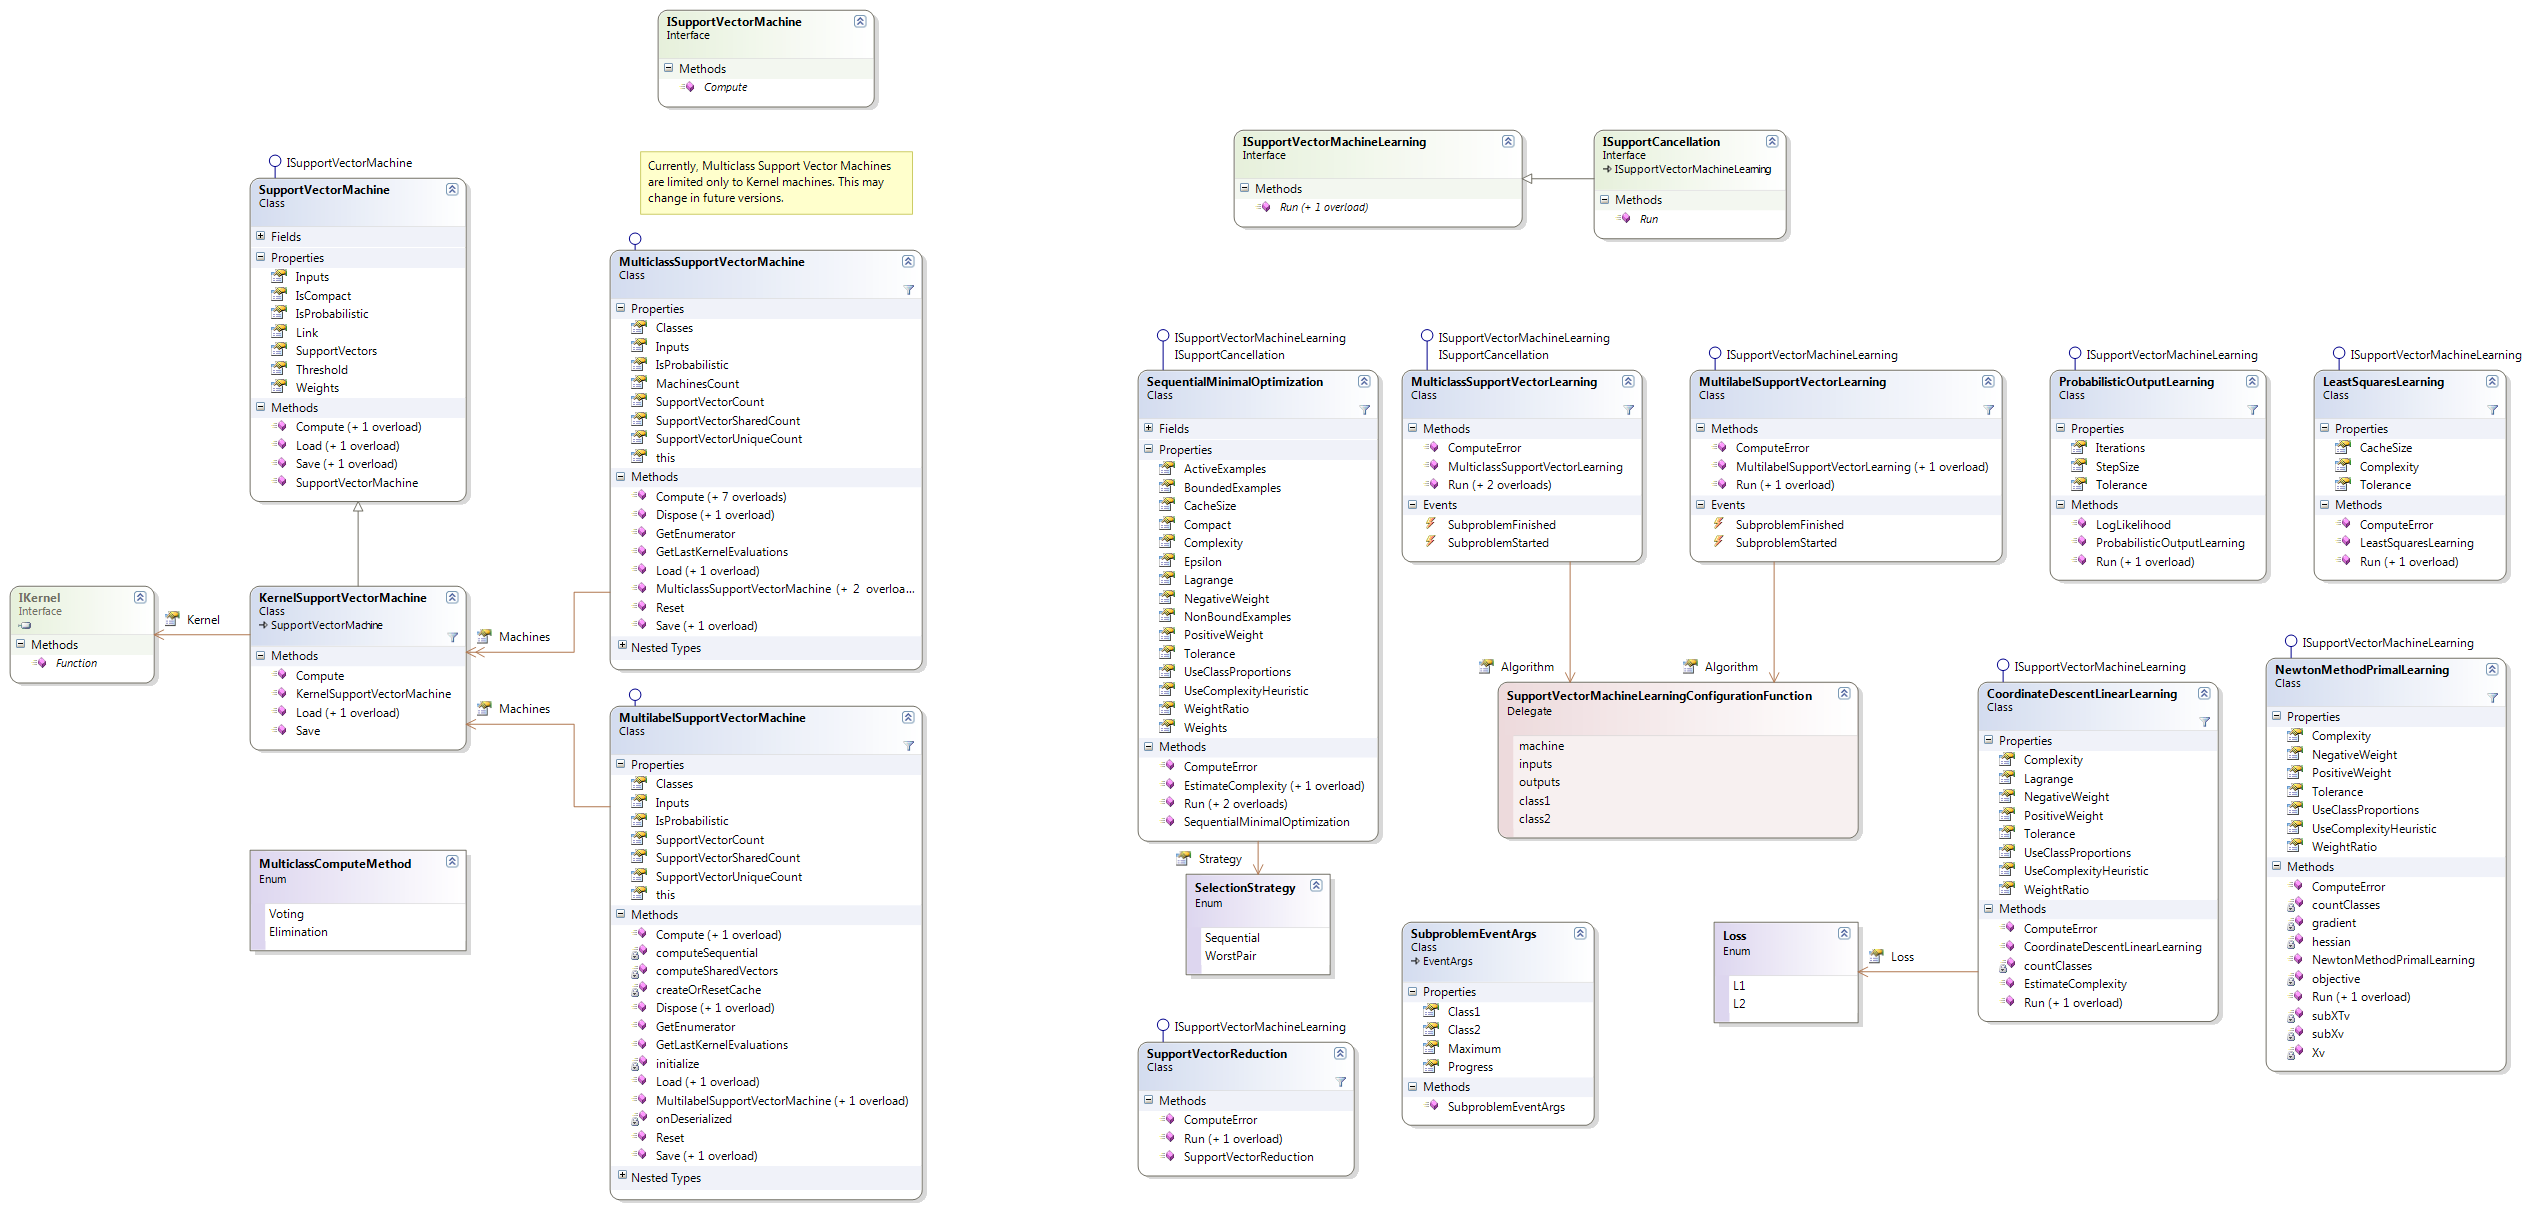 ISupportVectorMachine
Interface
Methods
Compute
Currently, Multiclass Support Vector Machines
are limited only to Kernel machines. This may
change in future versions.
ISupportVectorMachine
SupportVectorMachine
Class
Fields
Properties
Inputs
IsCompact
IsProbabilistic
Link
SupportVectors
Threshold
Weights
Methods
Compute (+ 1 overload)
Load (+ 1 overload)
Save (+ 1 overload)
SupportVectorMachine
IKernel
Interface
Methods
Function
Kernel
KernelSupportVectorMachine
Class
SupportVectorMachine
Methods
Compute
KernelSupportVectorMachine
Load (+ 1 overload)
Save
Machines
Machines
MulticlassComputeMethod
Enum
Voting
Elimination
MulticlassSupportVectorMachine
Class
Properties
Classes
Inputs
IsProbabilistic
MachinesCount
SupportVectorCount
SupportVectorSharedCount
SupportVectorUniqueCount
this
Methods
Compute (+ 7 overloads)
Dispose (+ 1 overload)
GetEnumerator
GetLastKernelEvaluations
Load (+ 1 overload)
MulticlassSupportVectorMachine (+ 2 overloa...
Reset
Save (+ 1 overload)
Nested Types
MultilabelSupportVectorMachine
Class
Properties
Classes
Inputs
IsProbabilistic
SupportVectorCount
SupportVectorSharedCount
SupportVectorUniqueCount
this
Methods
Compute (+ 1 overload)
computeSequential
computeSharedVectors
createOrResetCache
Dispose (+ 1 overload)
GetEnumerator
GetLastKernelEvaluations
initialize
Load (+ 1 overload)
MultilabelSupportVectorMachine (+ 1 overload)
onDeserialized
Reset
Save (+ 1 overload)
Nested Types
ISupportVectorMachineLearning
Interface
Methods
Run (+ 1 overload)
ISupportCancellation
Interface
ISupportVectorMachineLearning
Methods
Run
ISupportVectorMachineLearning
ISupportCancellation
SequentialMinimalOptimization
Class
Fields
Properties
ActiveExamples
BoundedExamples
CacheSize
Compact
Complexity
Epsilon
Lagrange
NegativeWeight
NonBoundExamples
PositiveWeight
Tolerance
UseClassProportions
UseComplexityHeuristic
WeightRatio
Weights
Methods
ComputeError
EstimateComplexity (+ 1 overload)
Run (+ 2 overloads)
SequentialMinimalOptimization
Strategy
SelectionStrategy
Enum
Sequential
WorstPair
ISupportVectorMachineLearning
SupportVectorReduction
Class
Methods
ComputeError
Run (+ 1 overload)
SupportVectorReduction
ISupportVectorMachineLearning
ISupportCancellation
MulticlassSupportVectorLearning
Class
Methods
ComputeError
MulticlassSupportVectorLearning
Run (+ 2 overloads)
Events
SubproblemFinished
SubproblemStarted
ISupportVectorMachineLearning
MultilabelSupportVectorLearning
Class
Methods
ComputeError
MultilabelSupportVectorLearning (+ 1 overload)
Run (+ 1 overload)
Events
SubproblemFinished
SubproblemStarted
Algorithm
Algorithm
SupportVectorMachineLearningConfigurationFunction
Delegate
machine
inputs
outputs
class1
class2
SubproblemEventArgs
Class
EventArgs
Properties
Class1
Class2
Maximum
Progress
Methods
SubproblemEventArgs
Loss
Enum
L1
L2
Loss
ISupportVectorMachineLearning
ProbabilisticOutputLearning
Class
Properties
Iterations
StepSize
Tolerance
Methods
LogLikelihood
ProbabilisticOutputLearning
Run (+ 1 overload)
ISupportVectorMachineLearning
LeastSquaresLearning
Class
Properties
CacheSize
Complexity
Tolerance
Methods
ComputeError
LeastSquaresLearning
Run (+ 1 overload)
ISupportVectorMachineLearning
CoordinateDescentLinearLearning
Class
Properties
Complexity
Lagrange
NegativeWeight
PositiveWeight
Tolerance
UseClassProportions
UseComplexityHeuristic
WeightRatio
Methods
ComputeError
CoordinateDescentLinearLearning
countClasses
EstimateComplexity
Run (+ 1 overload)
ISupportVectorMachineLearning
NewtonMethodPrimalLearning
Class
Properties
Complexity
NegativeWeight
PositiveWeight
Tolerance
UseClassProportions
UseComplexityHeuristic
WeightRatio
Methods
ComputeError
countClasses
gradient
hessian
NewtonMethodPrimalLearning
objective
Run (+ 1 overload)
subXTv
subXv
Xv